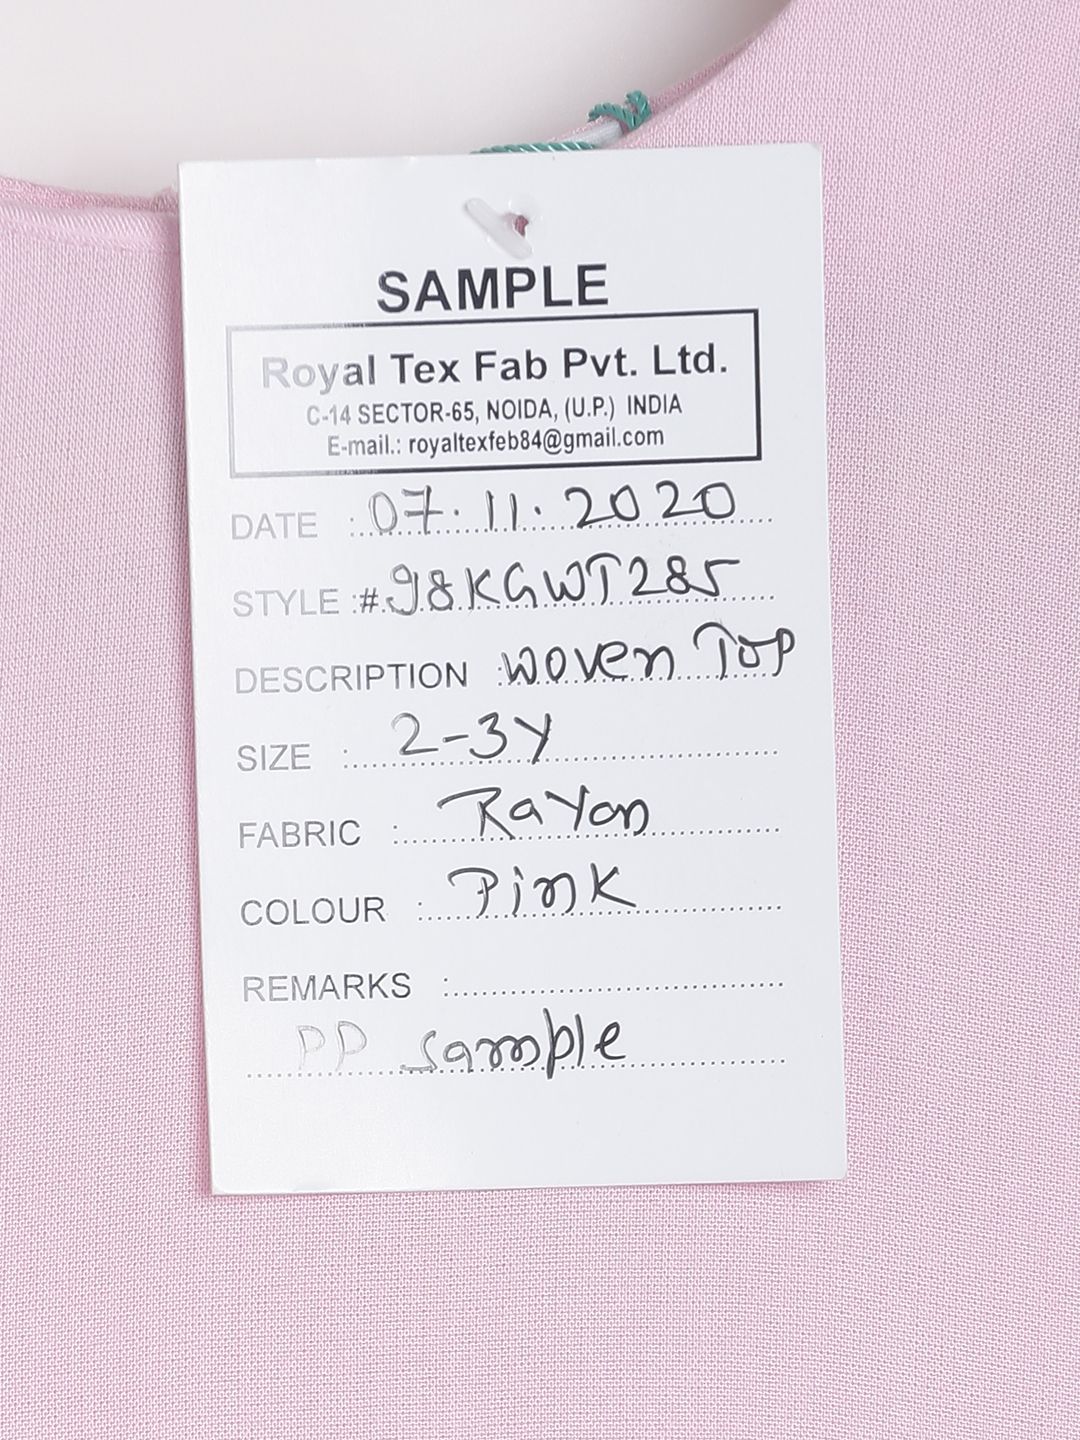 SAMPLE
Royal Tex Fab Pvt. Ltd.
C-14 SECTOR-65, NOIDA, (U.P.) INDIA
E-mail.: royaltexfeb84@gmail.com
DATE : 07.11.2020
STYLE :# 98KGWT285
DESCRIPTION : Woven Top
SIZE : 2-3Y
FABRIC : Rayon
COLOUR : Pink
REMARKS :
PP Sample